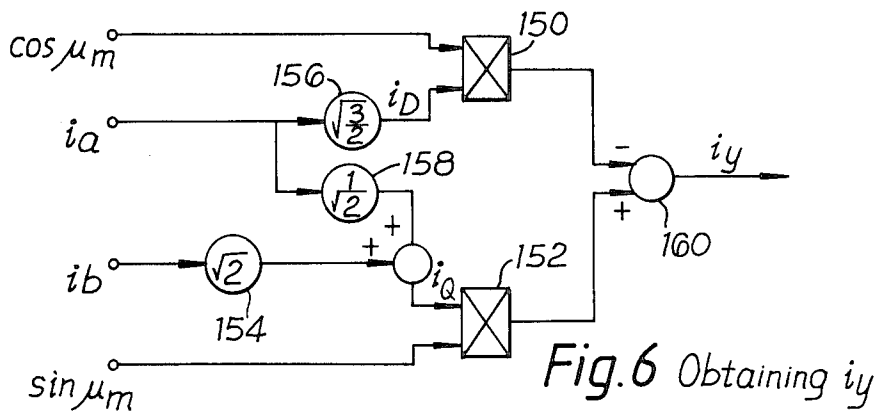 cos μm
150
156
iD
√3/2
ia
-
iy
158
1/√2
+
+
+
160
ib
√2
iQ
152
154
sin μm
Fig.6 Obtaining iy